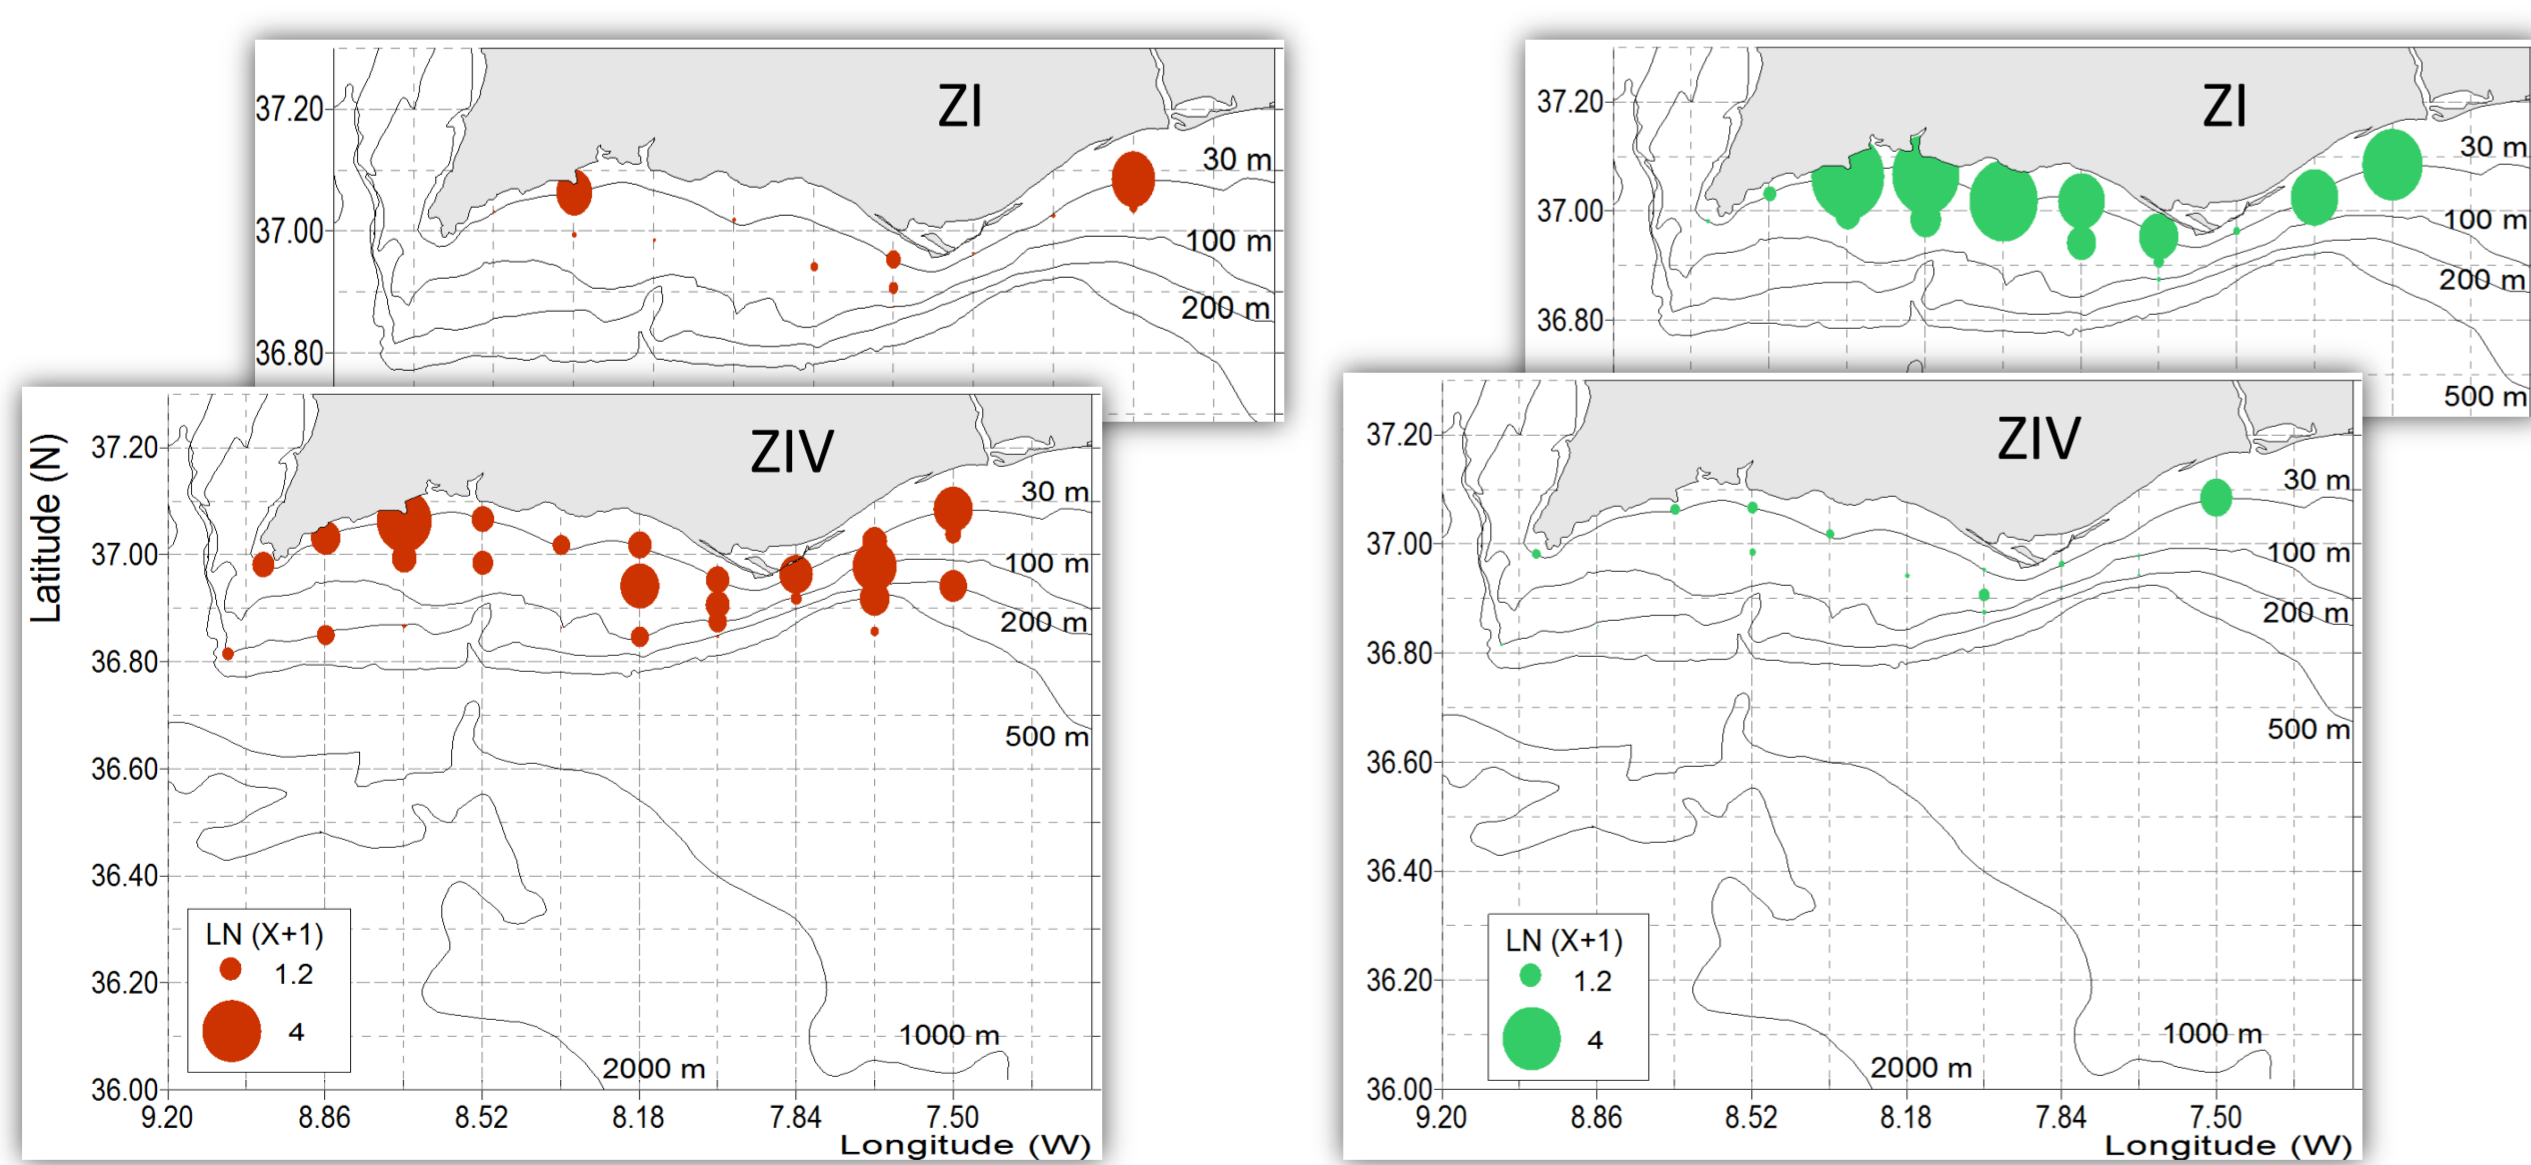 ZI
37.20
30 m
37.00
100 m
200 m
36.80
ZIV
Latitude (N)
37.20
30 m
37.00
100 m
200 m
36.80
500 m
36.60
36.40
LN (X+1)
1.2
4
36.20
1000 m
2000 m
36.00
9.20 8.86 8.52 8.18 7.84 7.50
Longitude (W)
ZI
37.20
30 m
37.00
100 m
200 m
36.80
500 m
ZIV
37.20
30 m
37.00
100 m
200 m
36.80
500 m
36.60
36.40
LN (X+1)
1.2
4
36.20
1000 m
2000 m
36.00
9.20 8.86 8.52 8.18 7.84 7.50
Longitude (W)